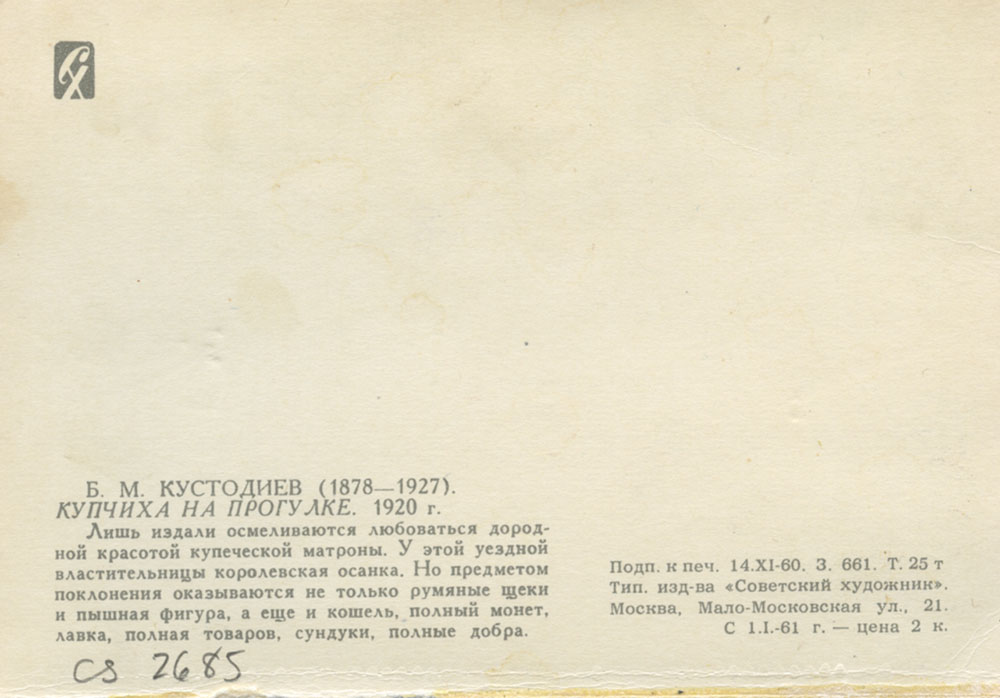 СХ
Б. М. КУСТОДИЕВ (1878—1927).
КУПЧИХА НА ПРОГУЛКЕ. 1920 г.
Лишь издали осмеливаются любоваться дород-
ной красотой купеческой матроны. У этой уездной
властительницы королевская осанка. Но предметом
поклонения оказываются не только румяные щеки
и пышная фигура, а еще и кошель, полный монет,
лавка, полная товаров, сундуки, полные добра.
Подп. к печ. 14.XI-60. З. 661. Т. 25 т
Тип. изд-ва «Советский художник».
Москва, Мало-Московская ул., 21.
С 1.I.-61 г. — цена 2 к.
cs 2685